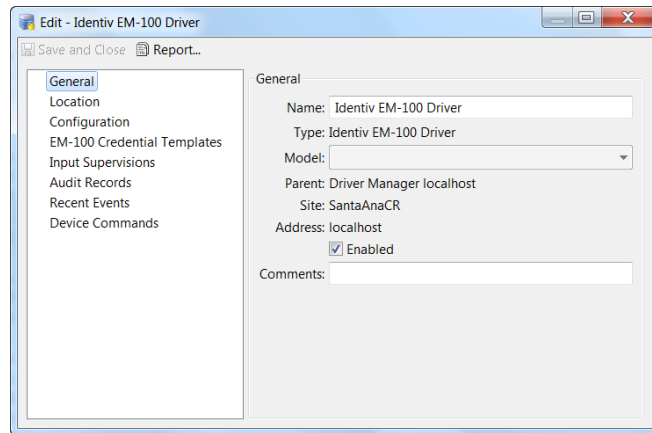 Edit - Identiv EM-100 Driver
Save and Close Report...
General
Location
Configuration
EM-100 Credential Templates
Input Supervisions
Audit Records
Recent Events
Device Commands
General
Name: Identiv EM-100 Driver
Type: Identiv EM-100 Driver
Model:
Parent: Driver Manager localhost
Site: SantaAnaCR
Address: localhost
Enabled
Comments: